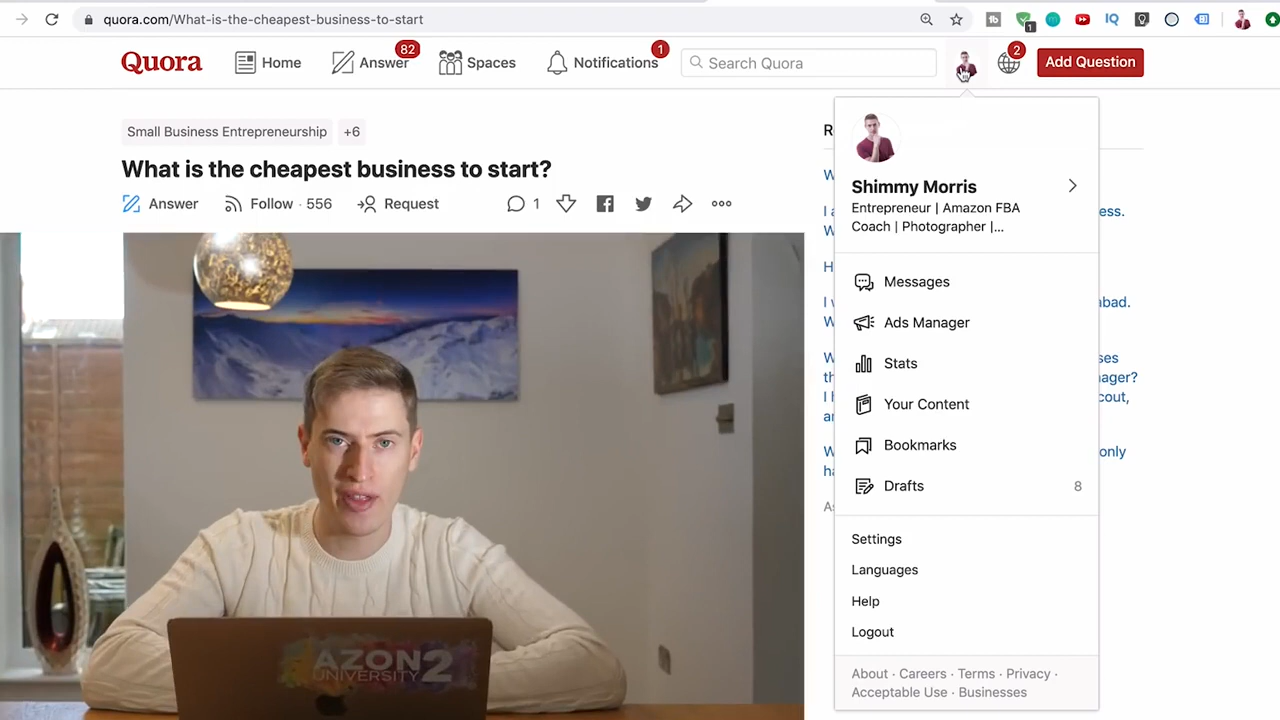 quora.com/What-is-the-cheapest-business-to-start
1
IQ
Quora
Home
Answer
82
Spaces
Notifications
1
Search Quora
2
Add Question
Small Business Entrepreneurship
+6
What is the cheapest business to start?
Answer
Follow · 556
Request
1
Shimmy Morris
Entrepreneur | Amazon FBA
Coach | Photographer |...
Messages
Ads Manager
Stats
Your Content
Bookmarks
Drafts
8
Settings
Languages
Help
Logout
About · Careers · Terms · Privacy ·
Acceptable Use · Businesses
AZON 2
UNIVERSITY